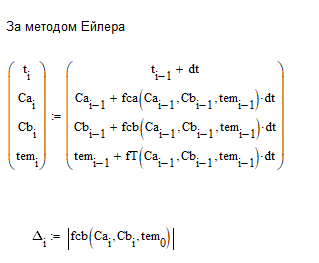 За методом Ейлера
t_i
Ca_i
Cb_i
tem_i
:=
t_{i−1} + dt
Ca_{i−1} + fca(Ca_{i−1}, Cb_{i−1}, tem_{i−1})·dt
Cb_{i−1} + fcb(Ca_{i−1}, Cb_{i−1}, tem_{i−1})·dt
tem_{i−1} + fT(Ca_{i−1}, Cb_{i−1}, tem_{i−1})·dt
Δ_i := |fcb(Ca_i, Cb_i, tem_0)|